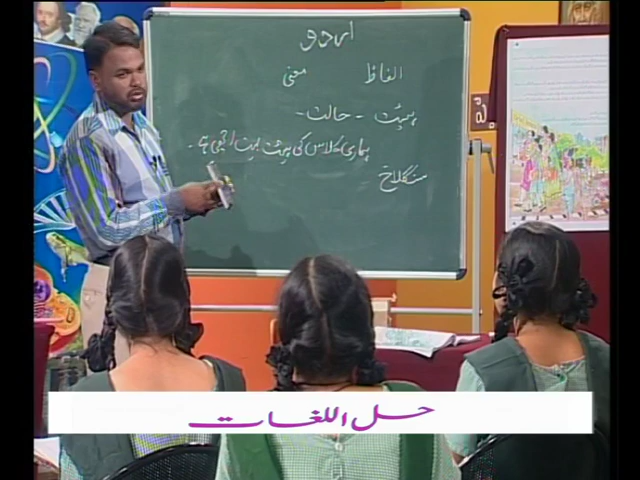 اردو
الفاظ معنی
ہیئت - حالت -
ہماری کلاس کی ہیئت بہت اچھی ہے -
سنگلاخ
حل اللغات